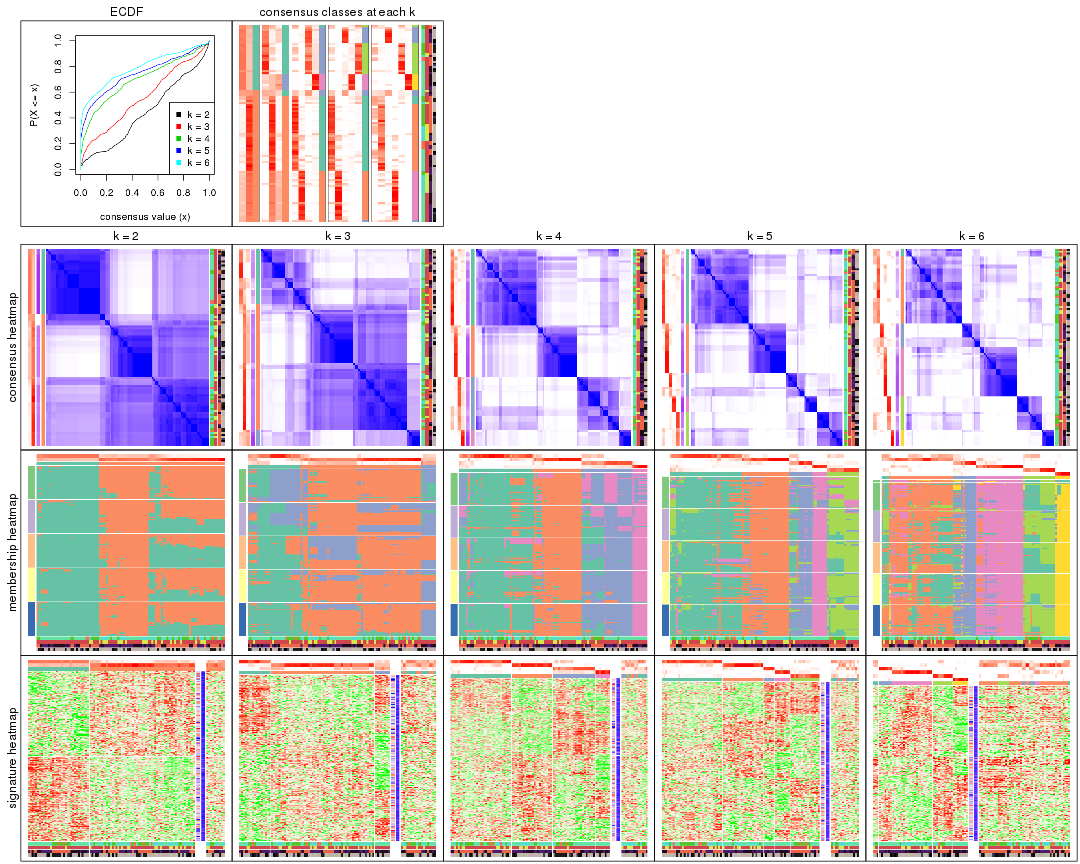 ECDF
consensus classes at each k
P(X <= x)
0.0 0.2 0.4 0.6 0.8 1.0
k = 2
k = 3
k = 4
k = 5
k = 6
0.0 0.2 0.4 0.6 0.8 1.0
consensus value (x)
k = 2 k = 3 k = 4 k = 5 k = 6
consensus heatmap
membership heatmap
signature heatmap